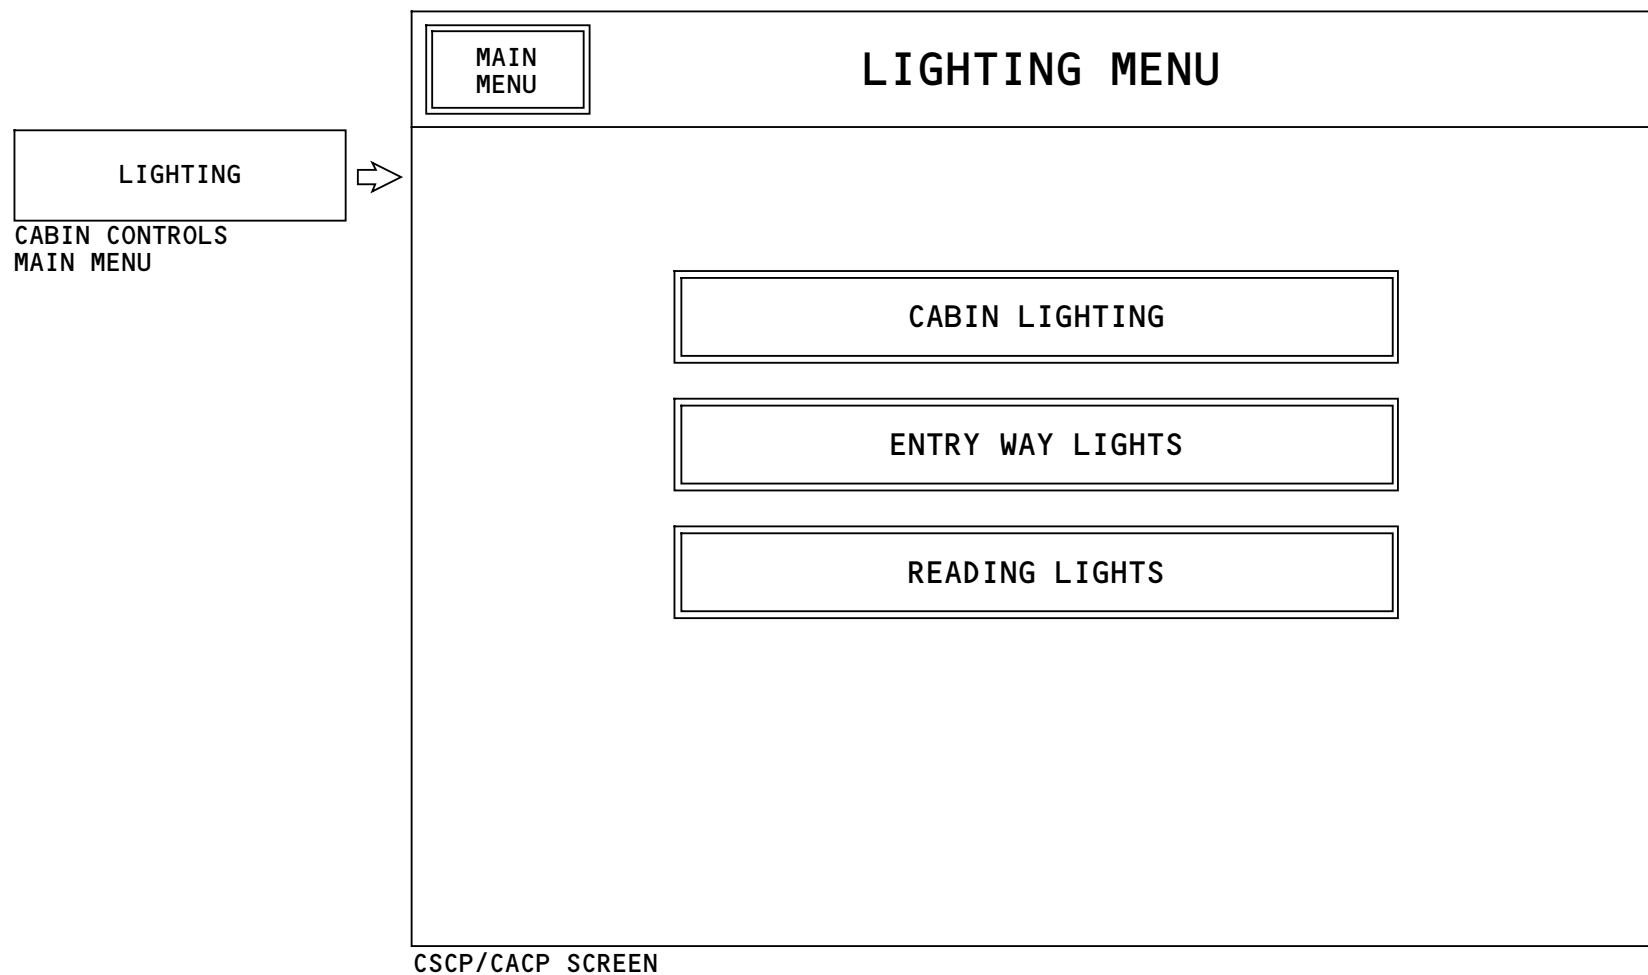 MAIN
MENU
LIGHTING MENU
LIGHTING
CABIN CONTROLS
MAIN MENU
CABIN LIGHTING
ENTRY WAY LIGHTS
READING LIGHTS
CSCP/CACP SCREEN